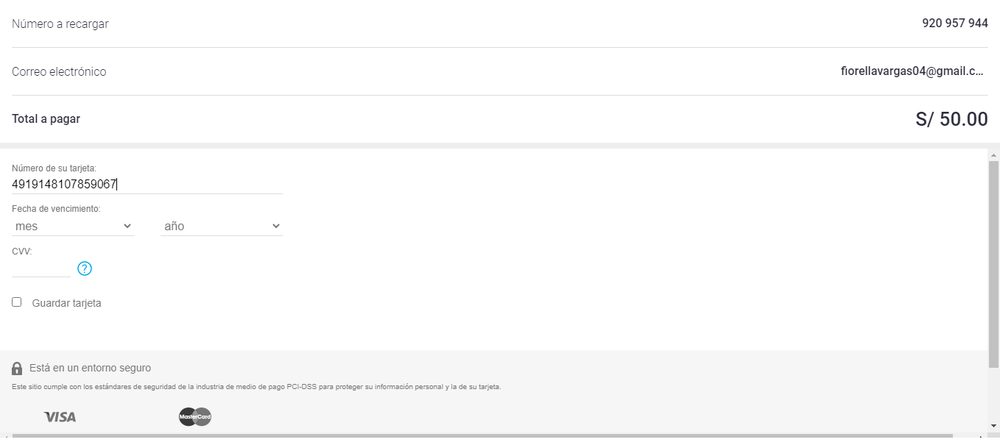 Número a recargar 920 957 944
Correo electrónico fiorellavargas04@gmail.c...
Total a pagar S/ 50.00
Número de su tarjeta:
4919148107859067
Fecha de vencimiento:
mes año
CVV:
?
Guardar tarjeta
Está en un entorno seguro
Este sitio cumple con los estándares de seguridad de la industria de medio de pago PCI-DSS para proteger su información personal y la de su tarjeta.
VISA MasterCard